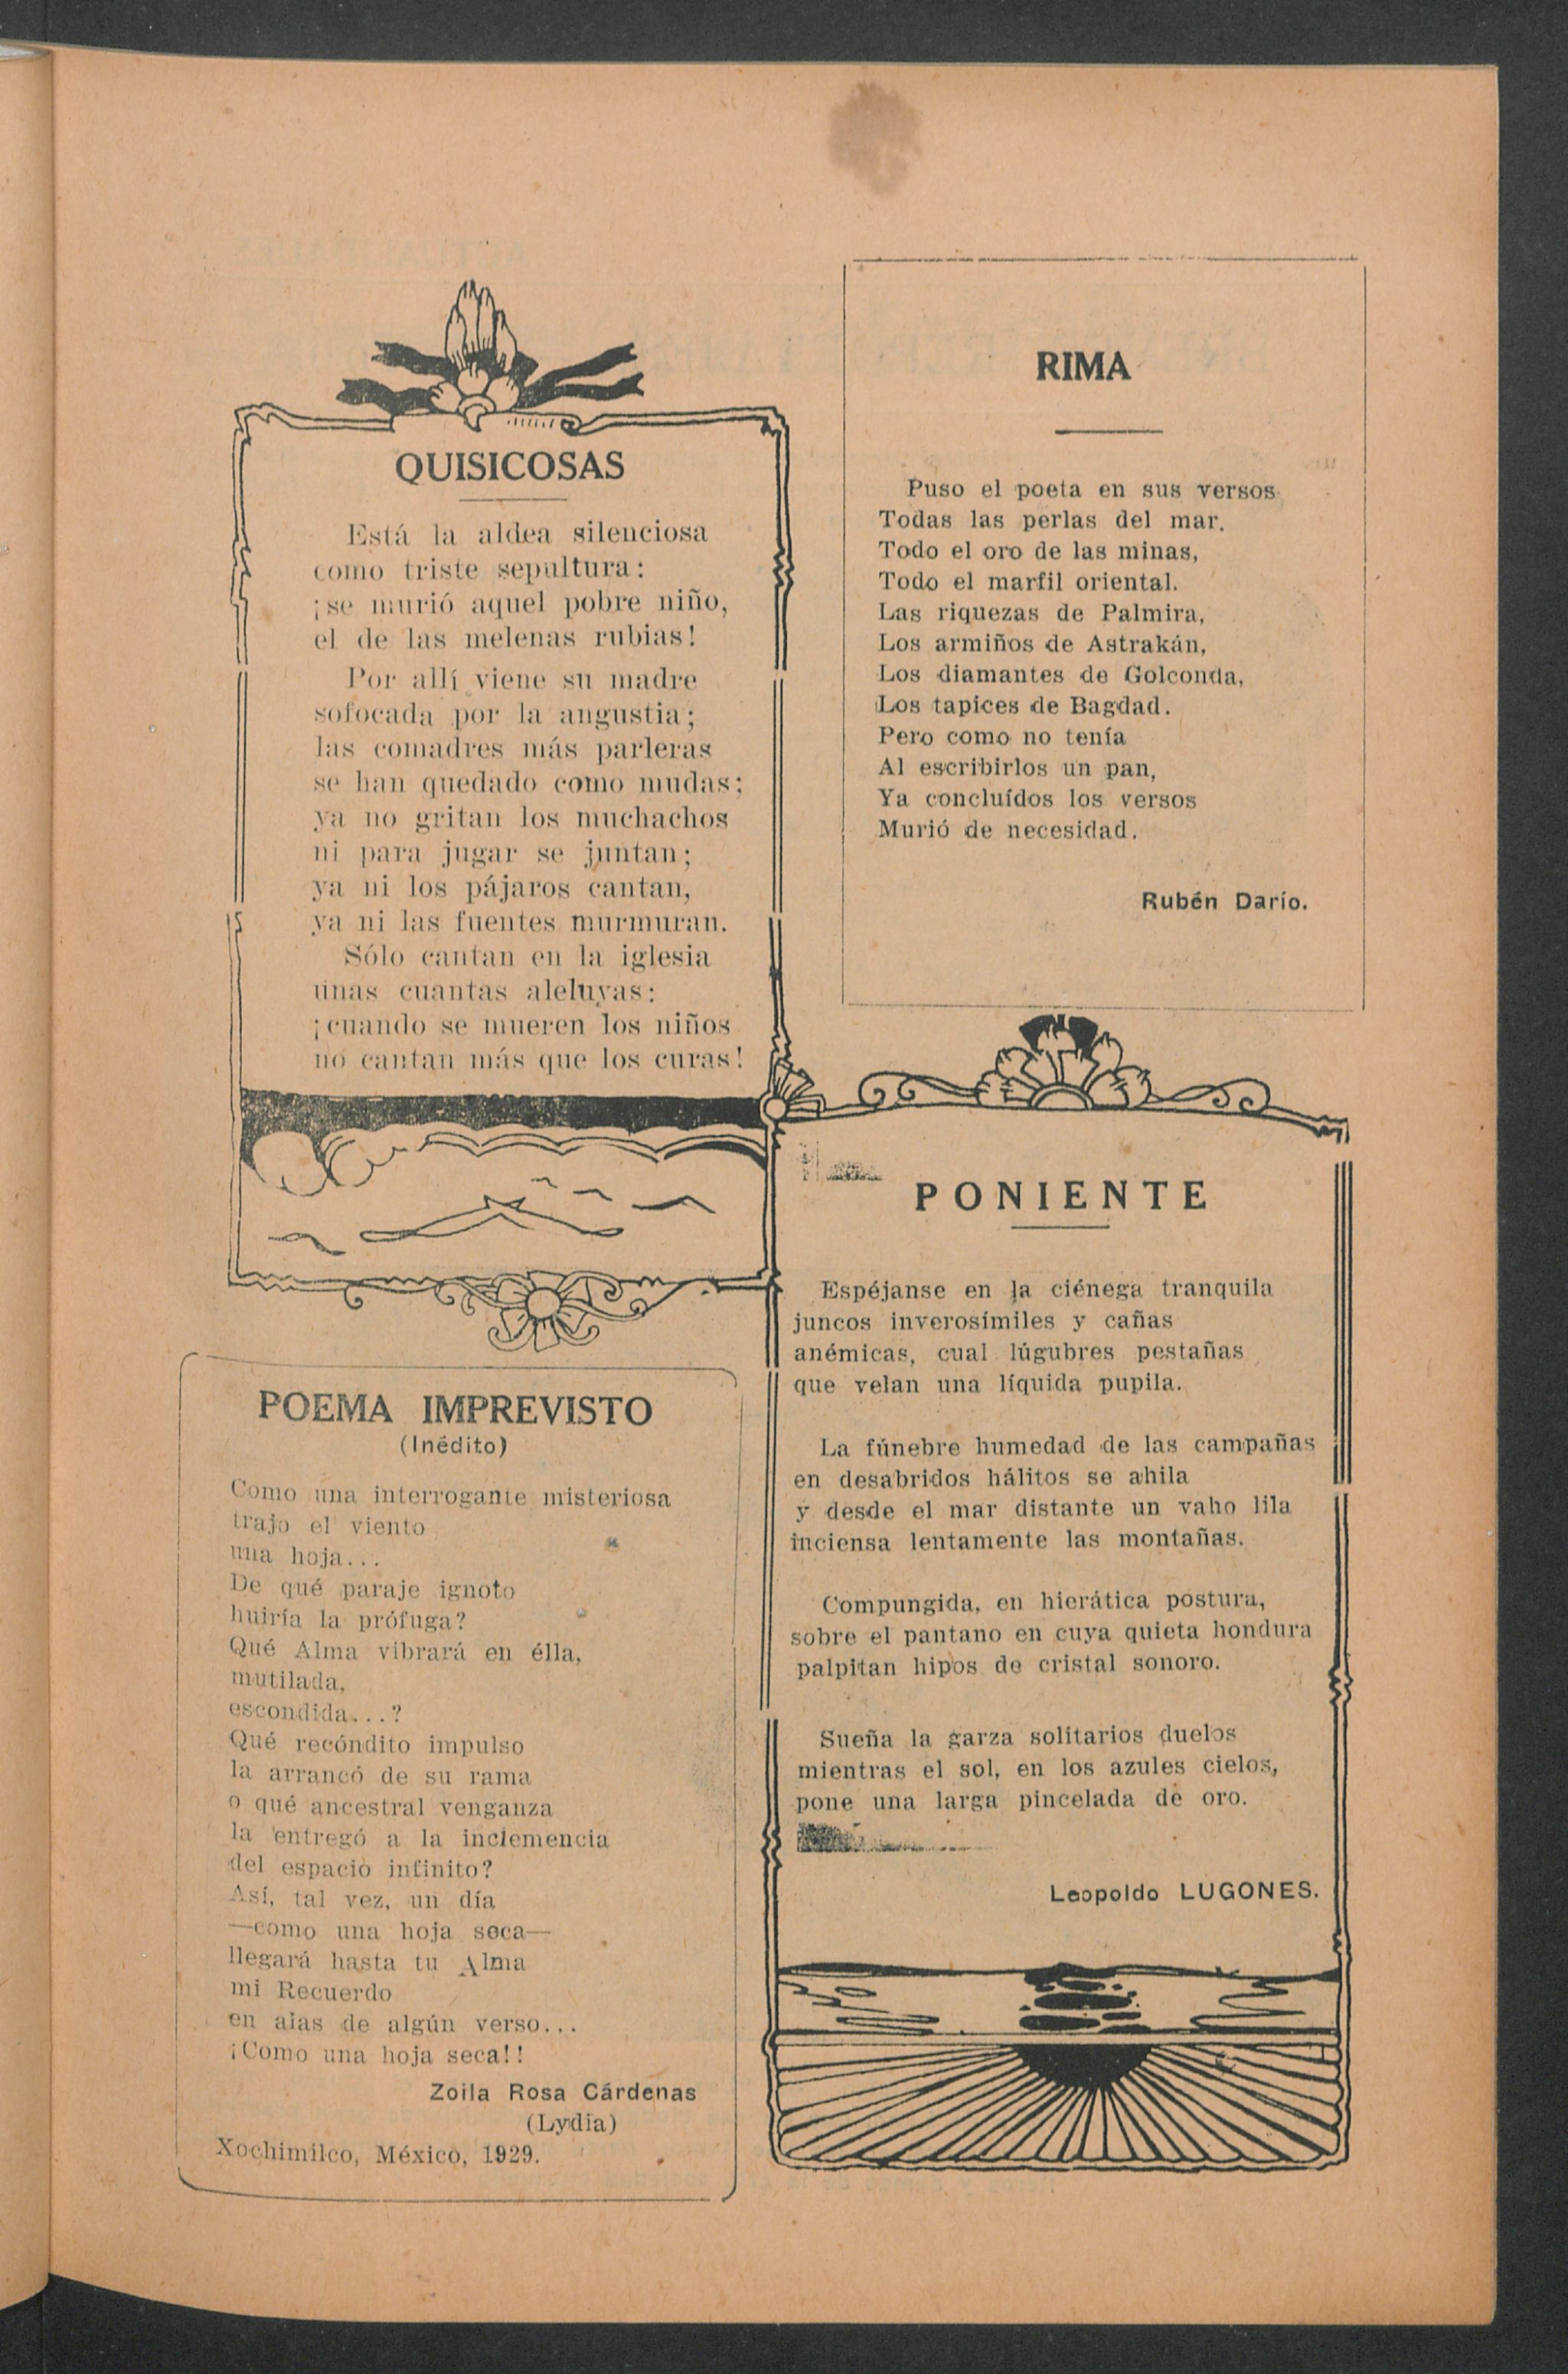 QUISICOSAS
Está la aldea silenciosa
como triste sepultura:
¡se murió aquel pobre niño,
el de las melenas rubias!
Por allí viene su madre
sofocada por la angustia;
las comadres más parleras
se han quedado como mudas;
ya no gritan los muchachos
ni para jugar se juntan;
ya ni los pájaros cantan,
ya ni las fuentes murmuran.
Sólo cantan en la iglesia
unas cuantas aleluyas:
¡cuando se mueren los niños
no cantan más que los curas!
RIMA
Puso el poeta en sus versos
Todas las perlas del mar.
Todo el oro de las minas,
Todo el marfil oriental.
Las riquezas de Palmira,
Los armiños de Astrakán,
Los diamantes de Golconda,
Los tapices de Bagdad.
Pero como no tenía
Al escribirlos un pan,
Ya concluídos los versos
Murió de necesidad.
Rubén Darío.
POEMA IMPREVISTO
(Inédito)
Como una interrogante misteriosa
trajo el viento
una hoja...
De qué paraje ignoto
huiría la prófuga?
Qué Alma vibrará en élla,
mutilada,
escondida...?
Qué recóndito impulso
la arrancó de su rama
o qué ancestral venganza
la entregó a la inclemencia
del espacio infinito?
Así, tal vez, un día
—como una hoja seca—
llegará hasta tu Alma
mi Recuerdo
en alas de algún verso...
¡Como una hoja seca!!
Zoila Rosa Cárdenas
(Lydia)
Xochimilco, México, 1929.
PONIENTE
Espéjanse en la ciénega tranquila
juncos inverosímiles y cañas
anémicas, cual lúgubres pestañas
que velan una líquida pupila.
La fúnebre humedad de las campañas
en desabridos hálitos se ahila
y desde el mar distante un vaho lila
inciensa lentamente las montañas.
Compungida, en hierática postura,
sobre el pantano en cuya quieta hondura
palpitan hipos de cristal sonoro.
Sueña la garza solitarios duelos
mientras el sol, en los azules cielos,
pone una larga pincelada de oro.
Leopoldo LUGONES.